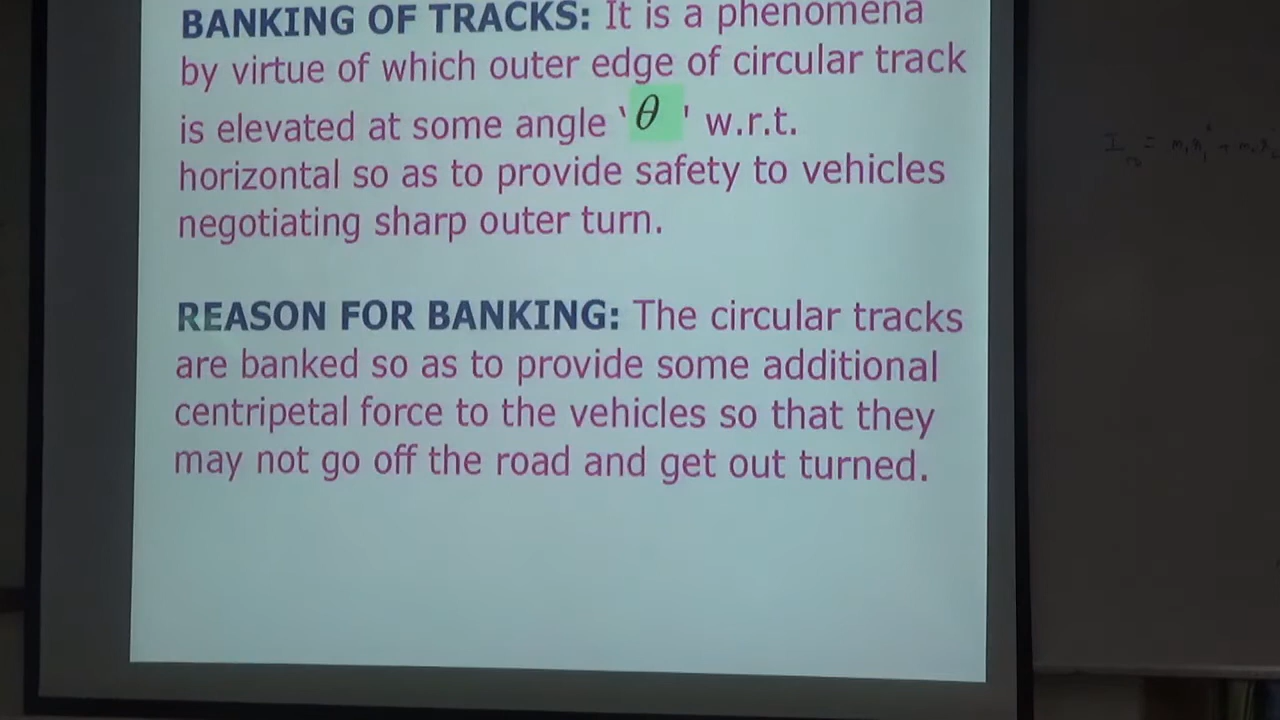 BANKING OF TRACKS: It is a phenomena
by virtue of which outer edge of circular track
is elevated at some angle ‘θ ' w.r.t.
horizontal so as to provide safety to vehicles
negotiating sharp outer turn.
REASON FOR BANKING: The circular tracks
are banked so as to provide some additional
centripetal force to the vehicles so that they
may not go off the road and get out turned.